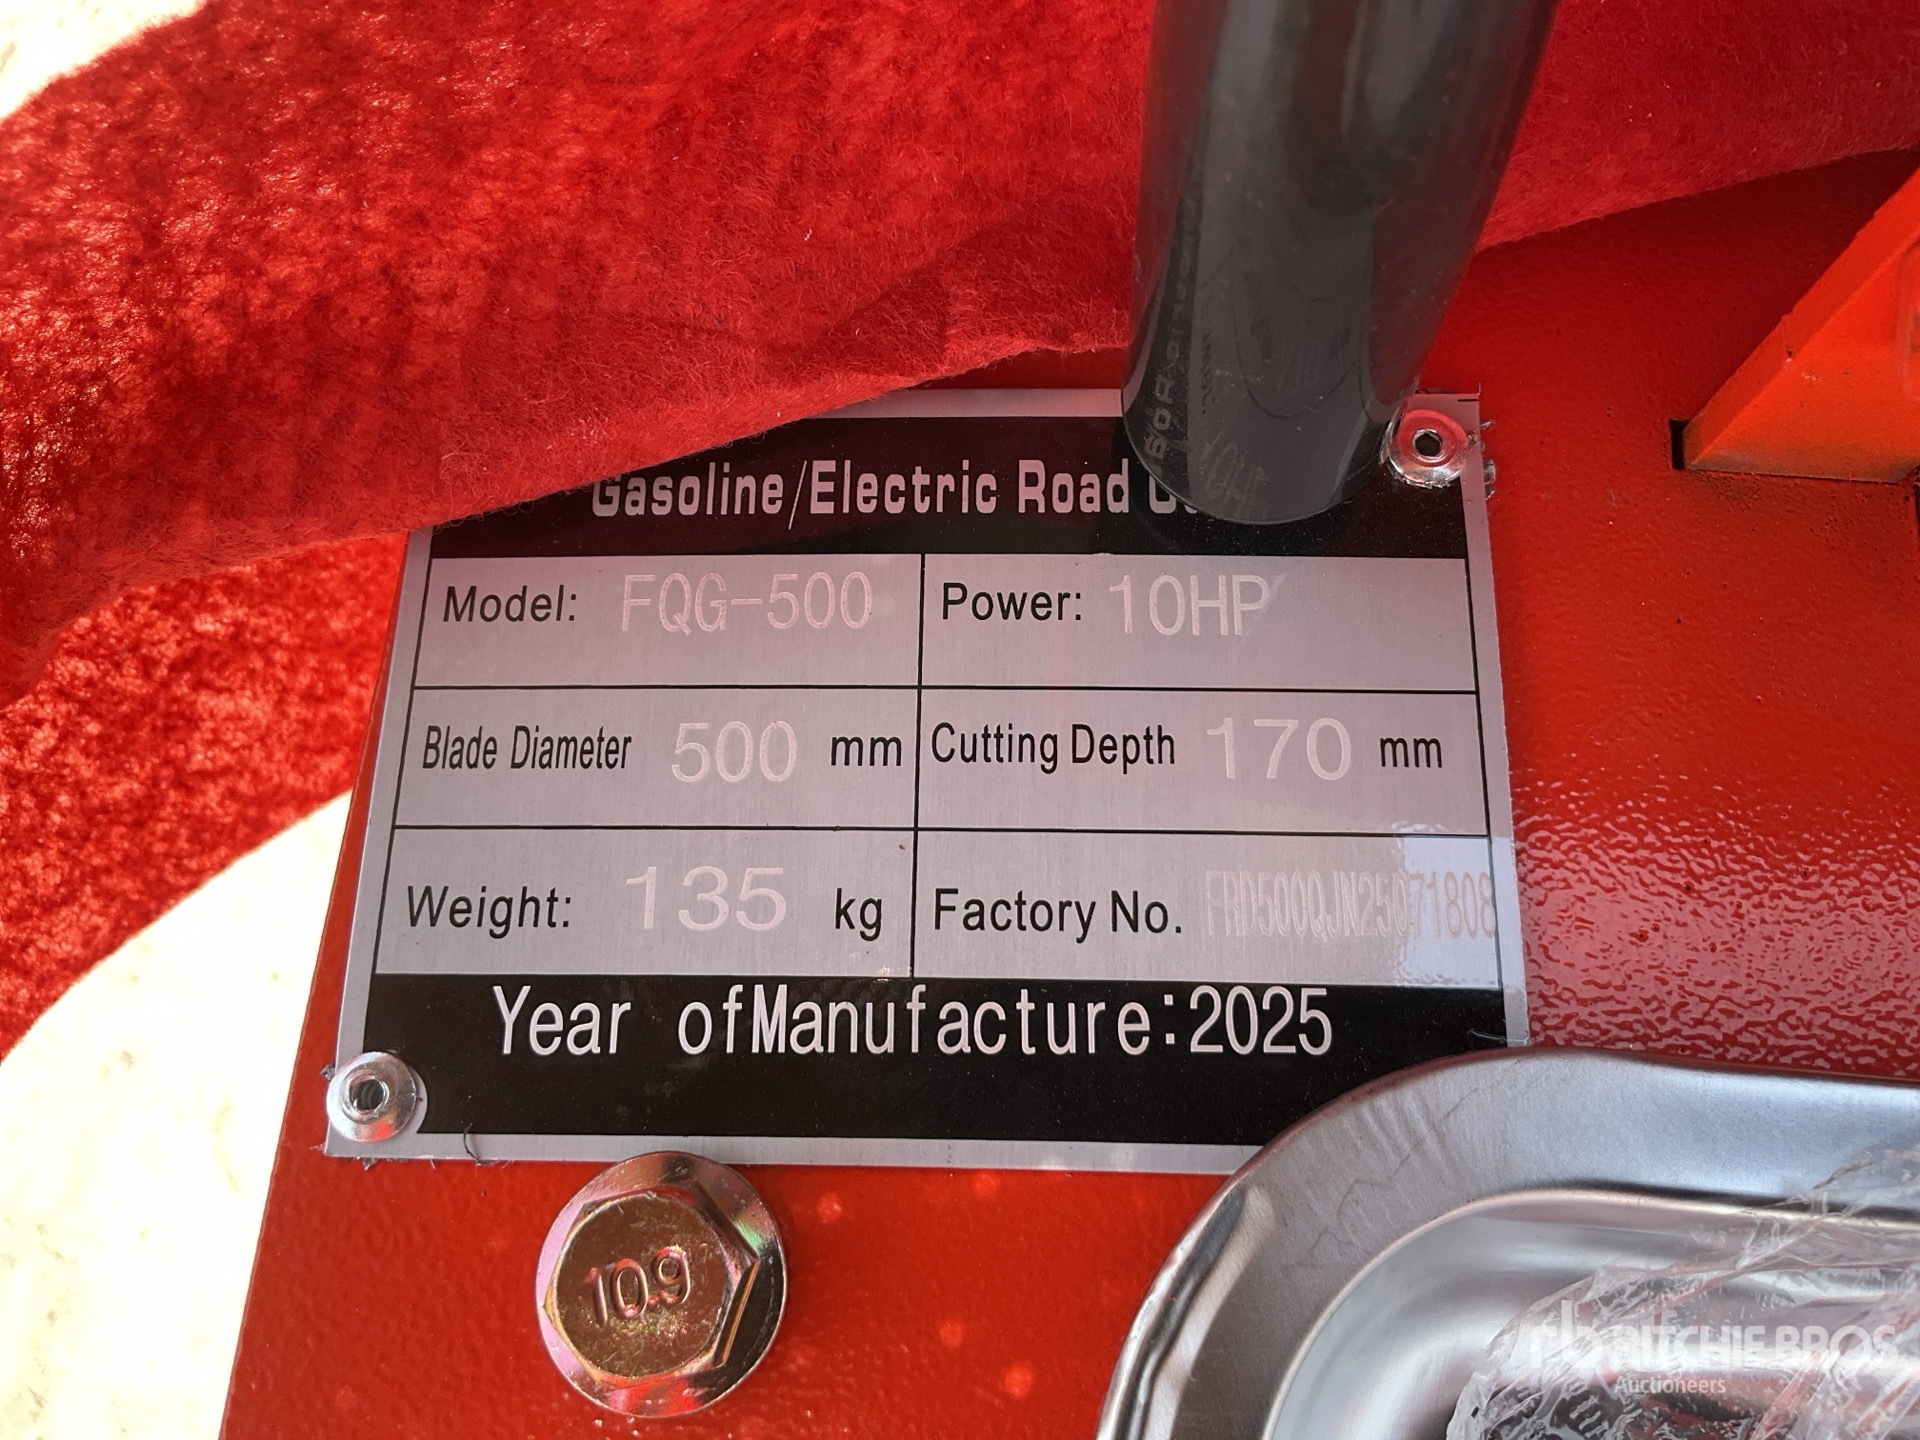 Gasoline/Electric Road
Model: FQG-500 Power: 10HP
Blade Diameter 500 mm Cutting Depth 170 mm
Weight: 135 kg Factory No. FRD500QJN25071808
Year ofManufacture:2025
10.9
rb RITCHIE BROS
Auctioneers